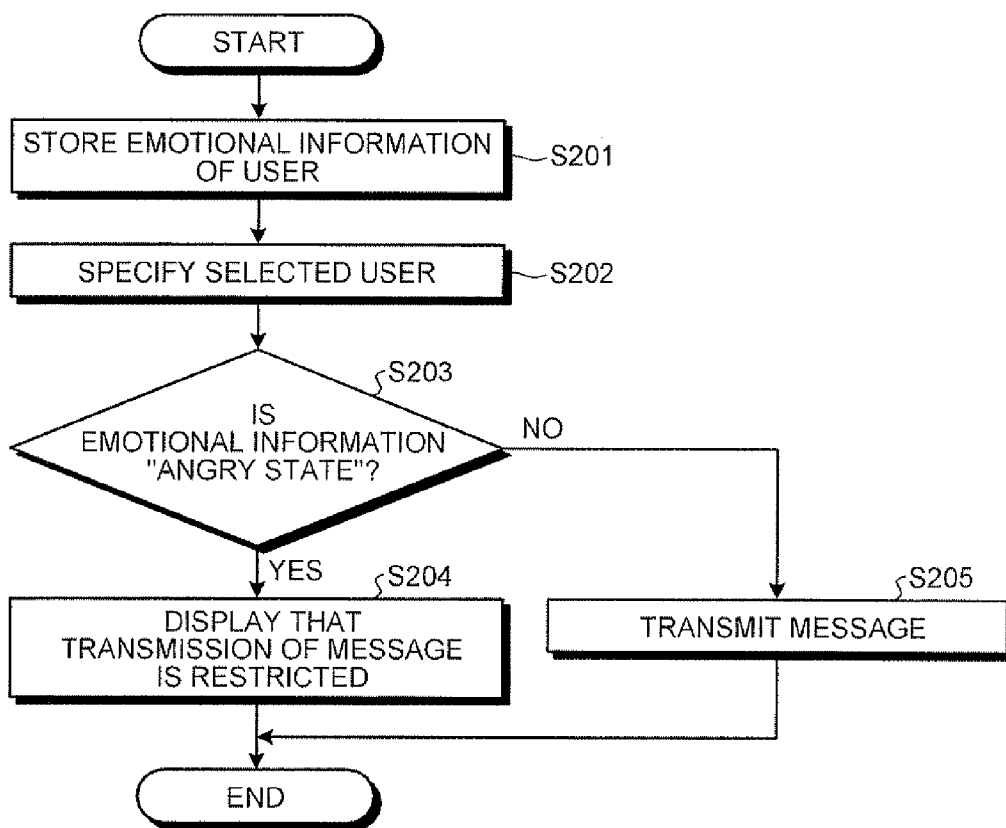 START
STORE EMOTIONAL INFORMATION
OF USER
S201
SPECIFY SELECTED USER
S202
S203
IS
EMOTIONAL INFORMATION
"ANGRY STATE"?
NO
YES
S204
DISPLAY THAT
TRANSMISSION OF MESSAGE
IS RESTRICTED
S205
TRANSMIT MESSAGE
END